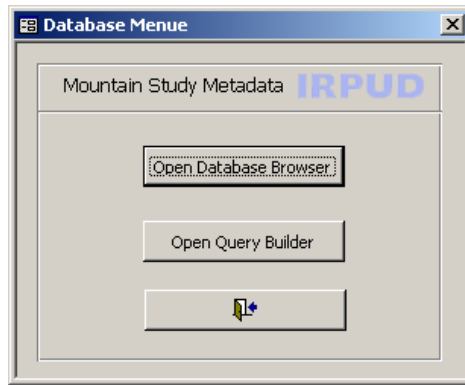 Database Menue
Mountain Study Metadata IRPUD
Open Database Browser
Open Query Builder